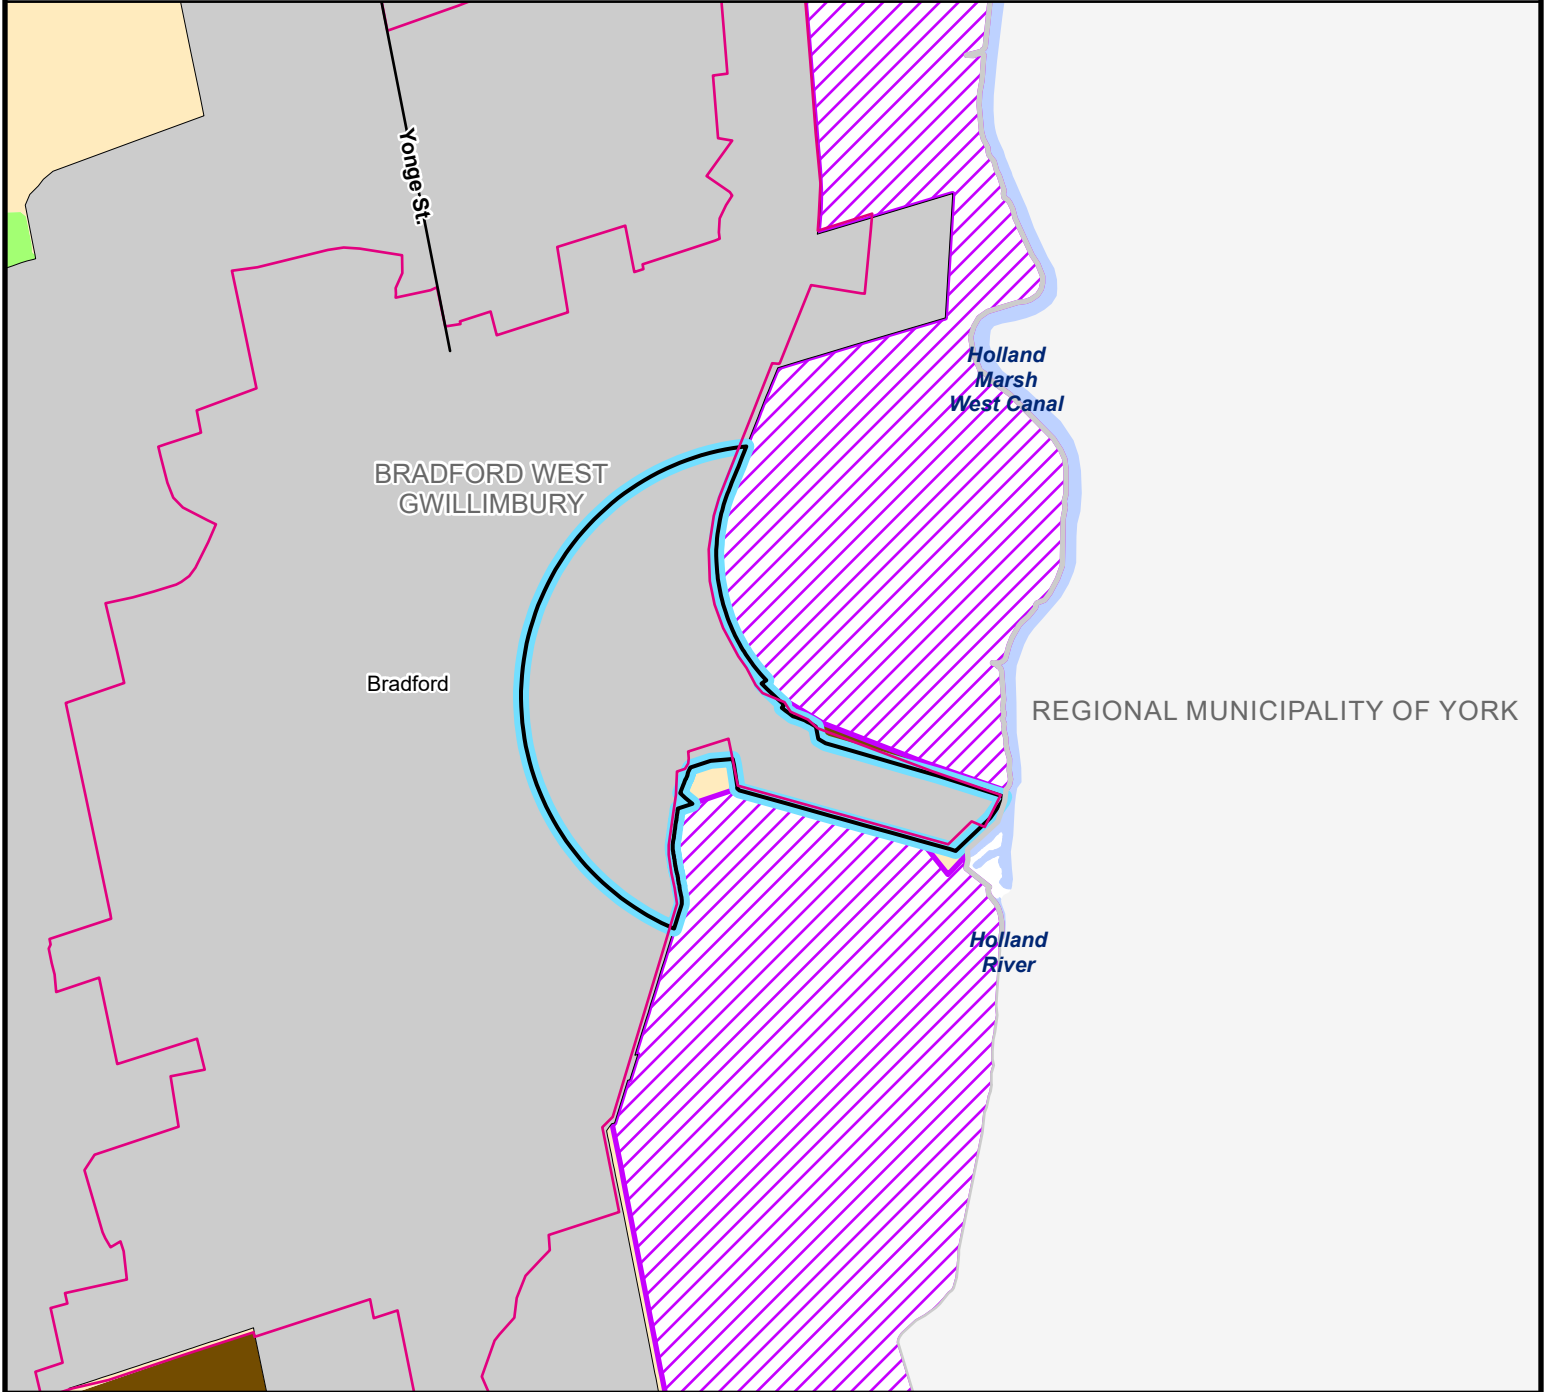 Yonge St.
Holland
Marsh
West Canal
BRADFORD WEST
GWILLIMBURY
Bradford
REGIONAL MUNICIPALITY OF YORK
Holland
River